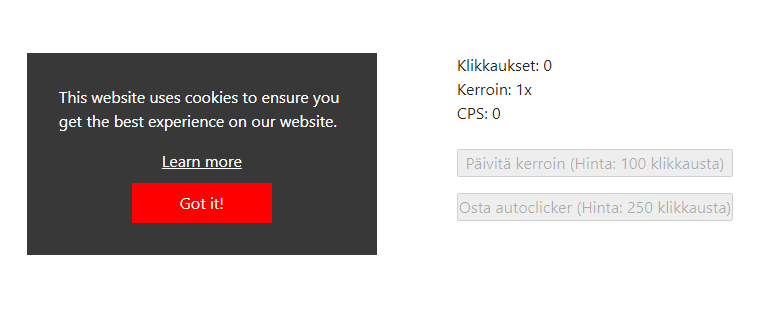 This website uses cookies to ensure you
get the best experience on our website.
Learn more
Got it!
Klikkaukset: 0
Kerroin: 1x
CPS: 0
Päivitä kerroin (Hinta: 100 klikkausta)
Osta autoclicker (Hinta: 250 klikkausta)